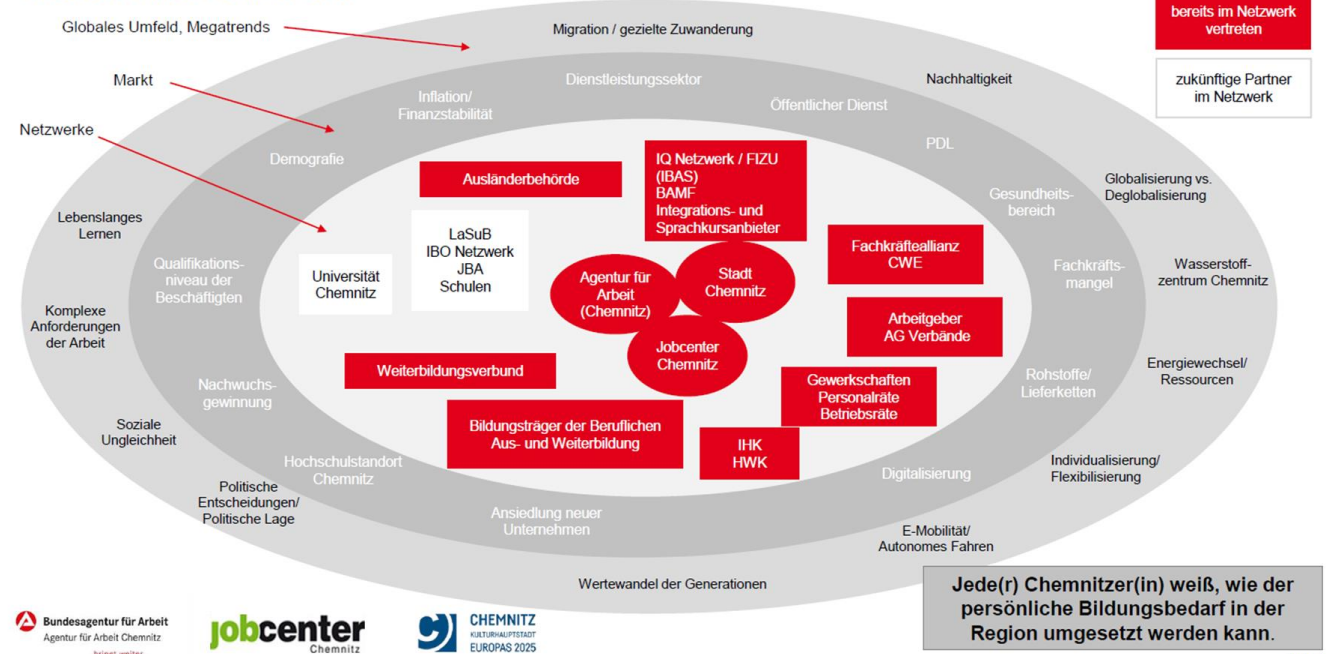 Globales Umfeld, Megatrends
Markt
Netzwerke
bereits im Netzwerk
vertreten
zukünftige Partner
im Netzwerk
Migration / gezielte Zuwanderung
Nachhaltigkeit
Globalisierung vs.
Deglobalisierung
Wasserstoff-
zentrum Chemnitz
Energiewechsel/
Ressourcen
Individualisierung/
Flexibilisierung
E-Mobilität/
Autonomes Fahren
Wertewandel der Generationen
Politische
Entscheidungen/
Politische Lage
Soziale
Ungleichheit
Komplexe
Anforderungen
der Arbeit
Lebenslanges
Lernen
Dienstleistungssektor
Öffentlicher Dienst
PDL
Gesundheits-
bereich
Fachkräfts-
mangel
Rohstoffe/
Lieferketten
Digitalisierung
Ansiedlung neuer
Unternehmen
Hochschulstandort
Chemnitz
Nachwuchs-
gewinnung
Qualifikations-
niveau der
Beschäftigten
Demografie
Inflation/
Finanzstabilität
Ausländerbehörde
IQ Netzwerk / FIZU
(IBAS)
BAMF
Integrations- und
Sprachkursanbieter
LaSuB
IBO Netzwerk
JBA
Schulen
Universität
Chemnitz
Fachkräfteallianz
CWE
Agentur für
Arbeit
(Chemnitz)
Stadt
Chemnitz
Jobcenter
Chemnitz
Arbeitgeber
AG Verbände
Weiterbildungsverbund
Gewerkschaften
Personalräte
Betriebsräte
Bildungsträger der Beruflichen
Aus- und Weiterbildung
IHK
HWK
Bundesagentur für Arbeit
Agentur für Arbeit Chemnitz
bringt weiter
jobcenter
Chemnitz
CHEMNITZ
KULTURHAUPTSTADT
EUROPAS 2025
Jede(r) Chemnitzer(in) weiß, wie der
persönliche Bildungsbedarf in der
Region umgesetzt werden kann.